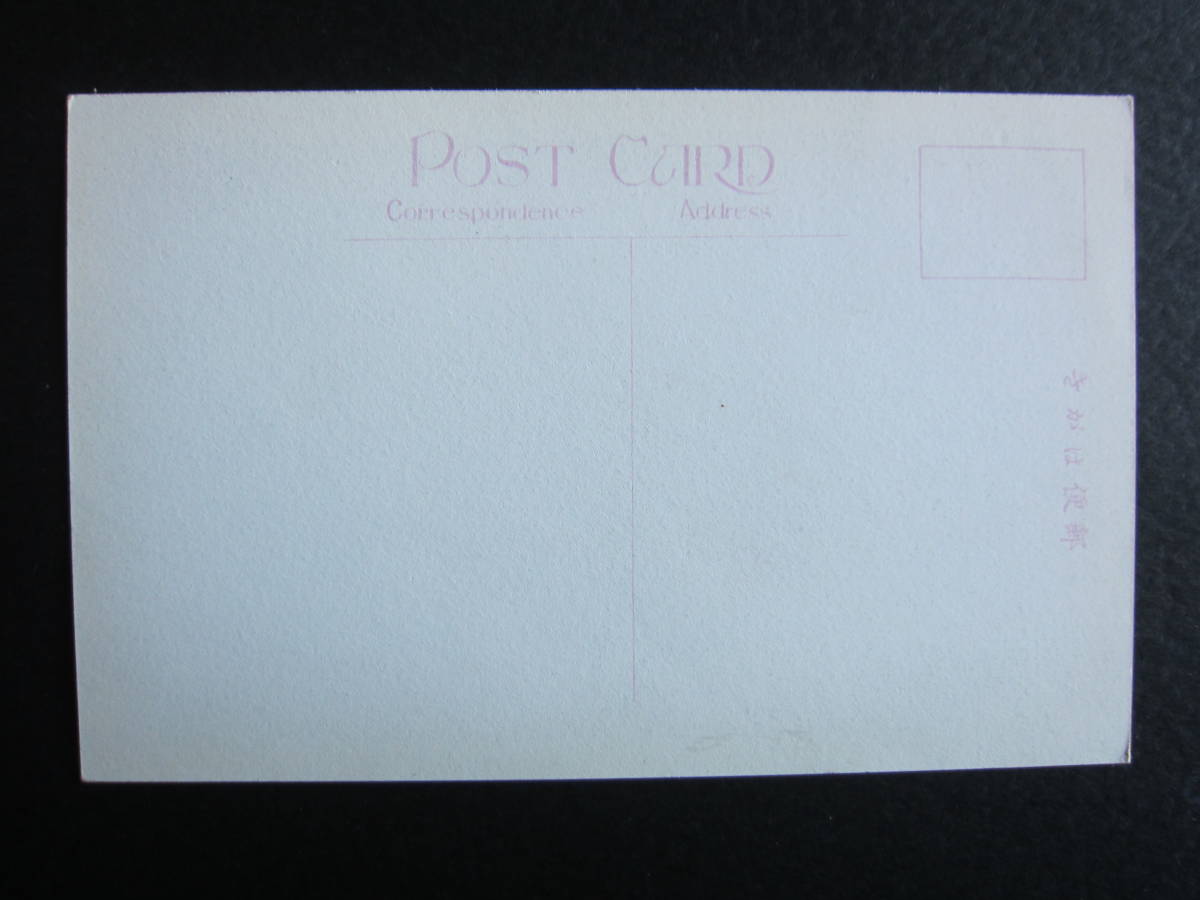 POST CARD
Correspondence Address
郵便はがき